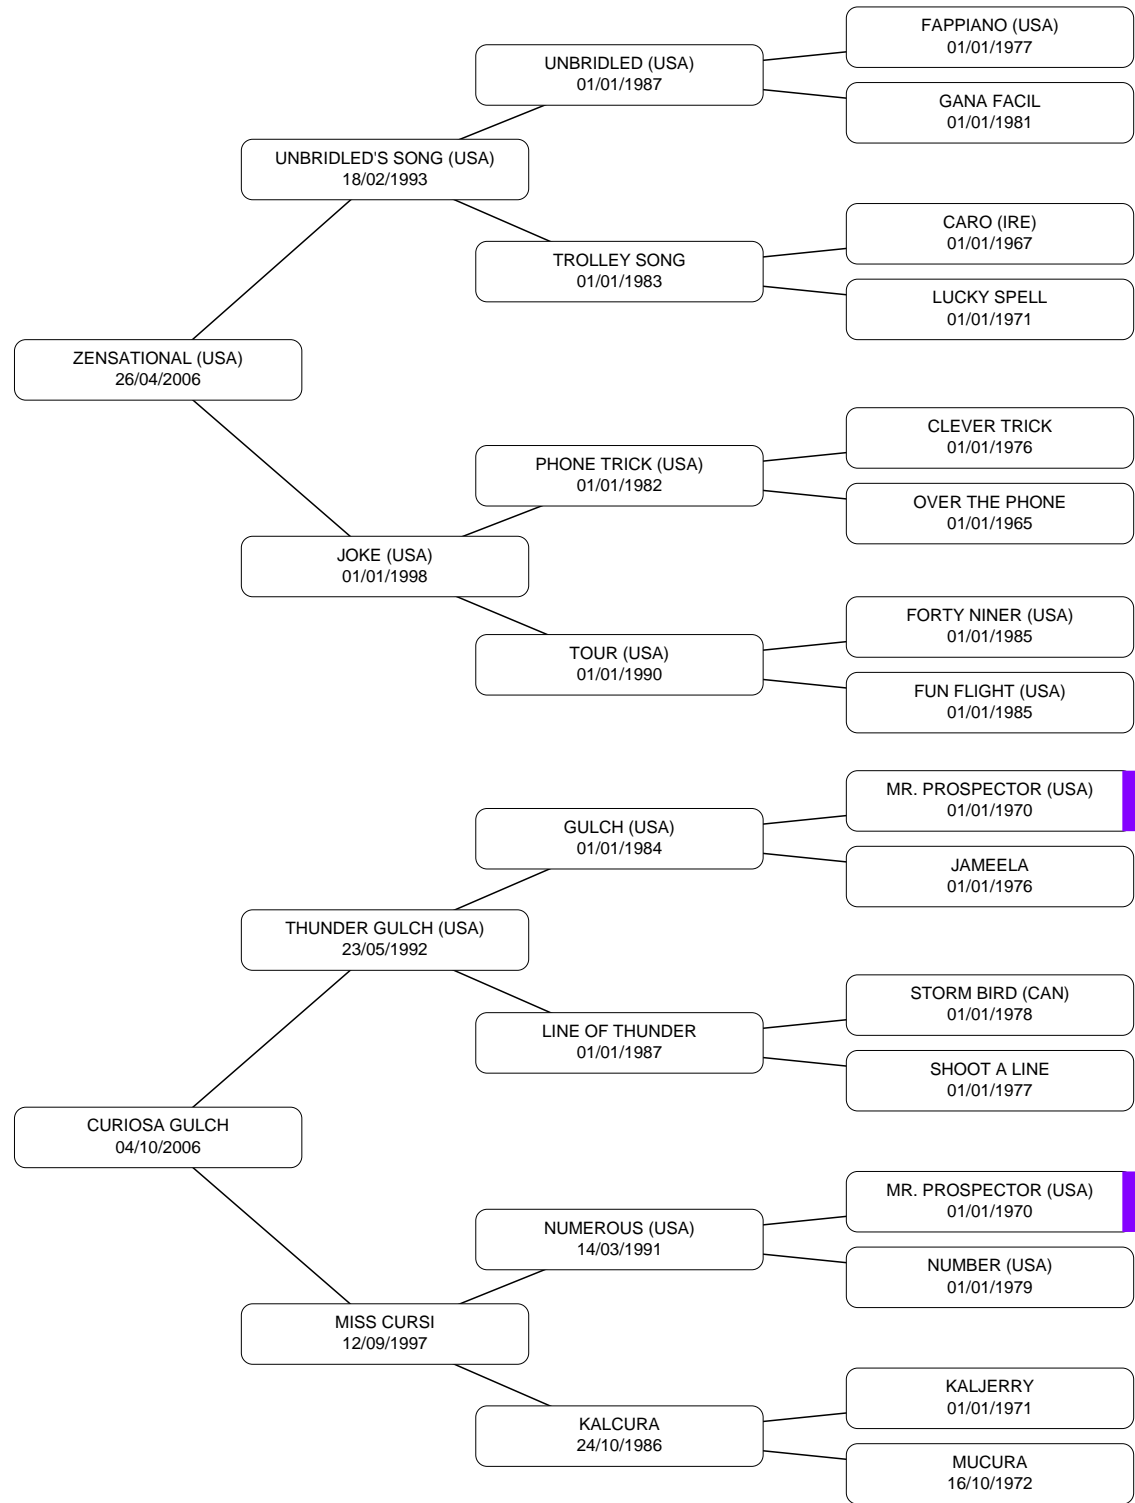 FAPPIANO (USA)
01/01/1977
UNBRIDLED (USA)
01/01/1987
GANA FACIL
01/01/1981
UNBRIDLED'S SONG (USA)
18/02/1993
CARO (IRE)
01/01/1967
TROLLEY SONG
01/01/1983
LUCKY SPELL
01/01/1971
ZENSATIONAL (USA)
26/04/2006
CLEVER TRICK
01/01/1976
PHONE TRICK (USA)
01/01/1982
OVER THE PHONE
01/01/1965
JOKE (USA)
01/01/1998
FORTY NINER (USA)
01/01/1985
TOUR (USA)
01/01/1990
FUN FLIGHT (USA)
01/01/1985
MR. PROSPECTOR (USA)
01/01/1970
GULCH (USA)
01/01/1984
JAMEELA
01/01/1976
THUNDER GULCH (USA)
23/05/1992
STORM BIRD (CAN)
01/01/1978
LINE OF THUNDER
01/01/1987
SHOOT A LINE
01/01/1977
CURIOSA GULCH
04/10/2006
MR. PROSPECTOR (USA)
01/01/1970
NUMEROUS (USA)
14/03/1991
NUMBER (USA)
01/01/1979
MISS CURSI
12/09/1997
KALJERRY
01/01/1971
KALCURA
24/10/1986
MUCURA
16/10/1972